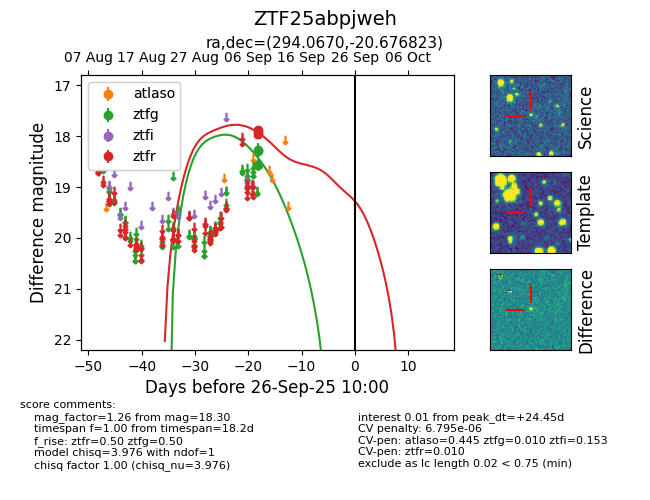 ZTF25abpjweh
ra,dec=(294.0670,-20.676823)
07 Aug 17 Aug 27 Aug 06 Sep 16 Sep 26 Sep 06 Oct
atlaso
ztfg
ztfi
ztfr
17
18
19
20
21
22
Difference magnitude
−50 −40 −30 −20 −10 0 10
Days before 26-Sep-25 10:00
Science
Template
Difference
score comments:
mag_factor=1.26 from mag=18.30
timespan f=1.00 from timespan=18.2d
f_rise: ztfr=0.50 ztfg=0.50
model chisq=3.976 with ndof=1
chisq factor 1.00 (chisq_nu=3.976)
interest 0.01 from peak_dt=+24.45d
CV penalty: 6.795e-06
CV-pen: atlaso=0.445 ztfg=0.010 ztfi=0.153
CV-pen: ztfr=0.010
exclude as lc length 0.02 < 0.75 (min)